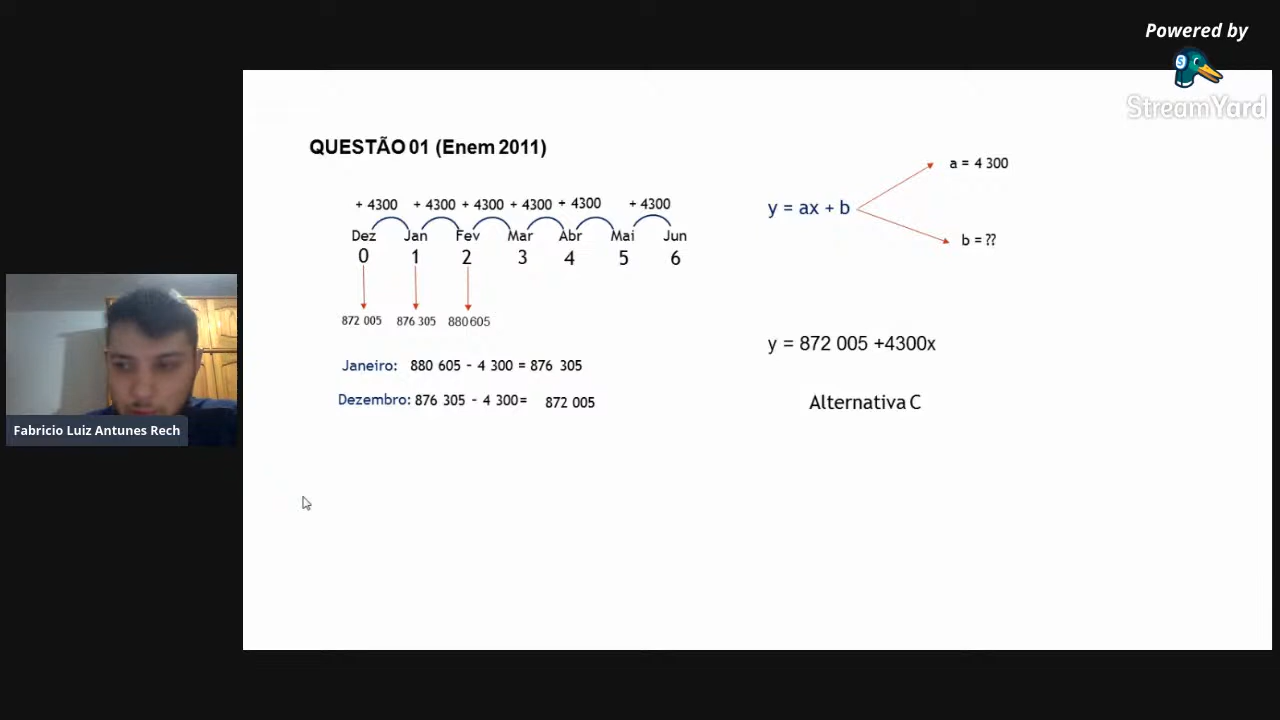 Powered by
StreamYard
QUESTÃO 01 (Enem 2011)
+ 4300 + 4300 + 4300 + 4300 + 4300 + 4300
Dez Jan Fev Mar Abr Mai Jun
0 1 2 3 4 5 6
872 005 876 305 880 605
Janeiro: 880 605 – 4 300 = 876 305
Dezembro: 876 305 – 4 300= 872 005
a = 4 300
y = ax + b
b = ??
y = 872 005 +4300x
Alternativa C
Fabricio Luiz Antunes Rech